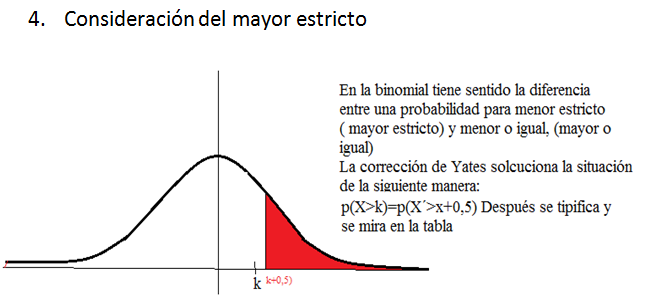 4. Consideración del mayor estricto
En la binomial tiene sentido la diferencia
entre una probabilidad para menor estricto
( mayor estricto) y menor o igual, (mayor o
igual)
La corrección de Yates solcuciona la situación
de la siguiente manera:
p(X>k)=p(X´>x+0,5) Después se tipifica y
se mira en la tabla
k k+0,5)